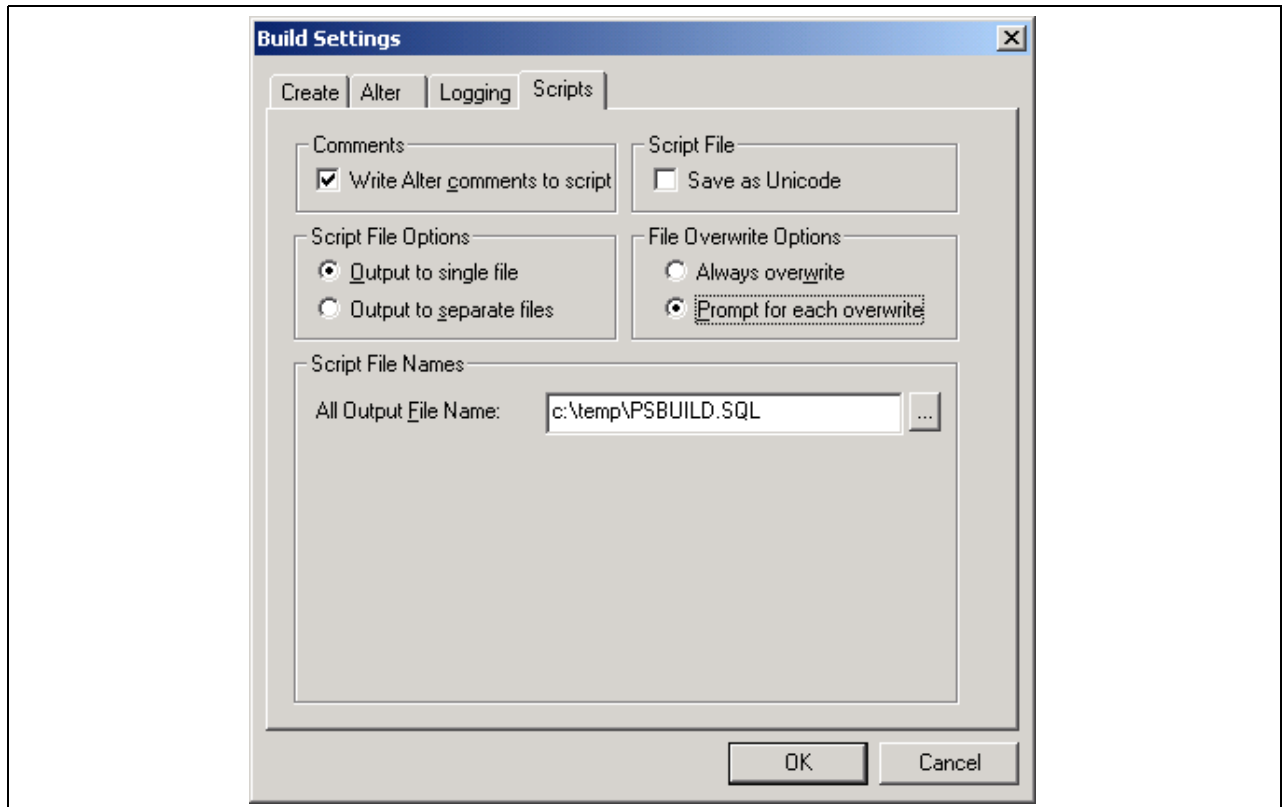 Build Settings
Create
Alter
Logging
Scripts
Comments
Write Alter comments to script
Script File
Save as Unicode
Script File Options
Output to single file
Output to separate files
File Overwrite Options
Always overwrite
Prompt for each overwrite
Script File Names
All Output File Name:
c:\temp\PSBUILD.SQL
...
OK
Cancel